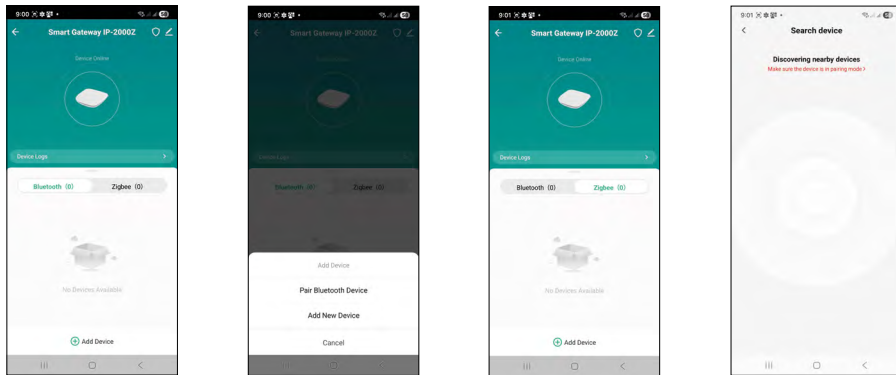 9:00
Smart Gateway IP-2000Z
Device Online
Device Logs
Bluetooth (0) Zigbee (0)
No Devices Available
Add Device
9:00
Smart Gateway IP-2000Z
Device Logs
Bluetooth (0) Zigbee (0)
Add Device
Pair Bluetooth Device
Add New Device
Cancel
9:01
Smart Gateway IP-2000Z
Device Online
Device Logs
Bluetooth (0) Zigbee (0)
No Devices Available
Add Device
9:01
Search device
Discovering nearby devices
Make sure the device is in pairing mode